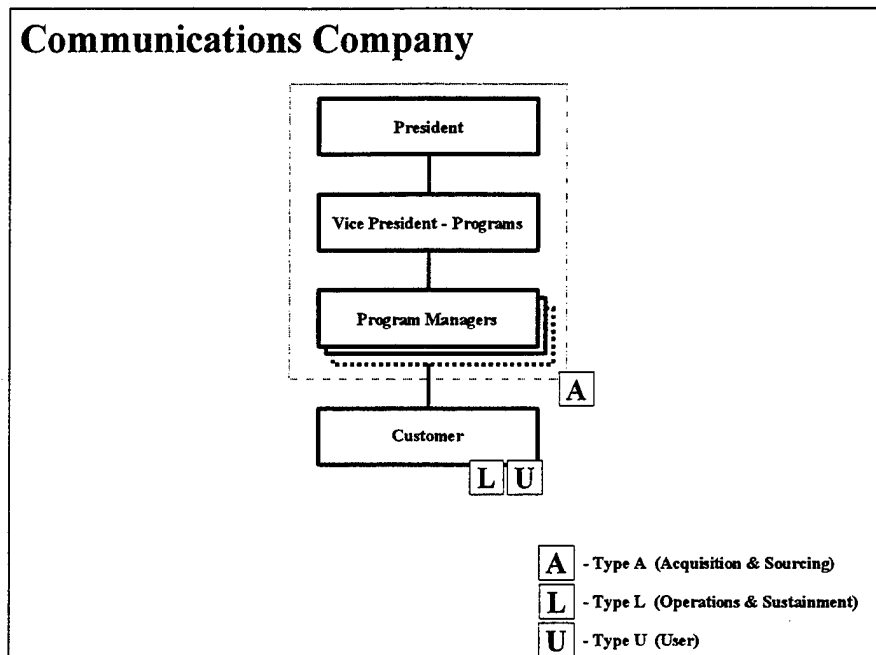 Communications Company
President
Vice President - Programs
Program Managers
A
Customer
L U
A - Type A (Acquisition & Sourcing)
L - Type L (Operations & Sustainment)
U - Type U (User)